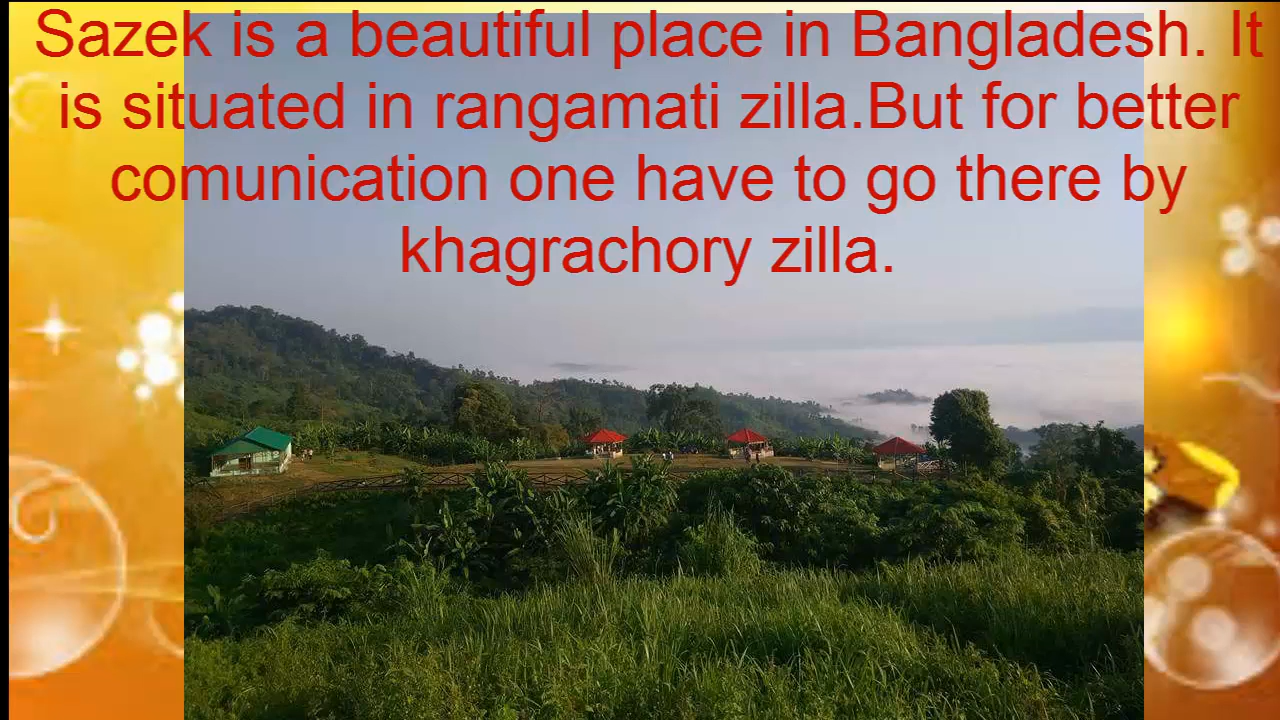 Sazek is a beautiful place in Bangladesh. It
is situated in rangamati zilla.But for better
comunication one have to go there by
khagrachory zilla.